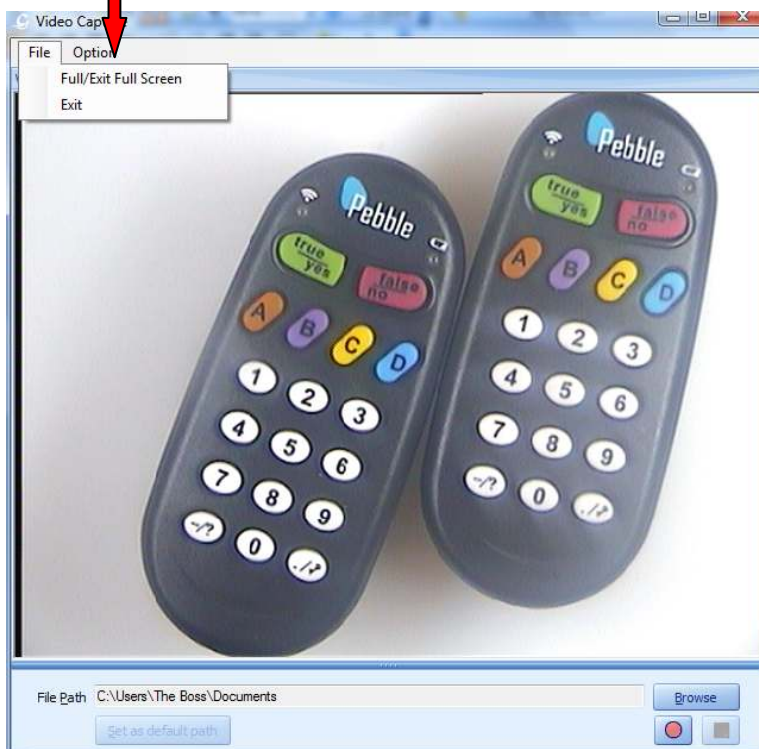 Video Cap
File Option
Full/Exit Full Screen
Exit
Pebble
true
yes
false
no
A B C D
1 2 3
4 5 6
7 8 9
-/? 0
Pebble
true
yes
false
no
A B C D
1 2 3
4 5 6
7 8 9
-/? 0
File Path C:\Users\The Boss\Documents Browse
Set as default path